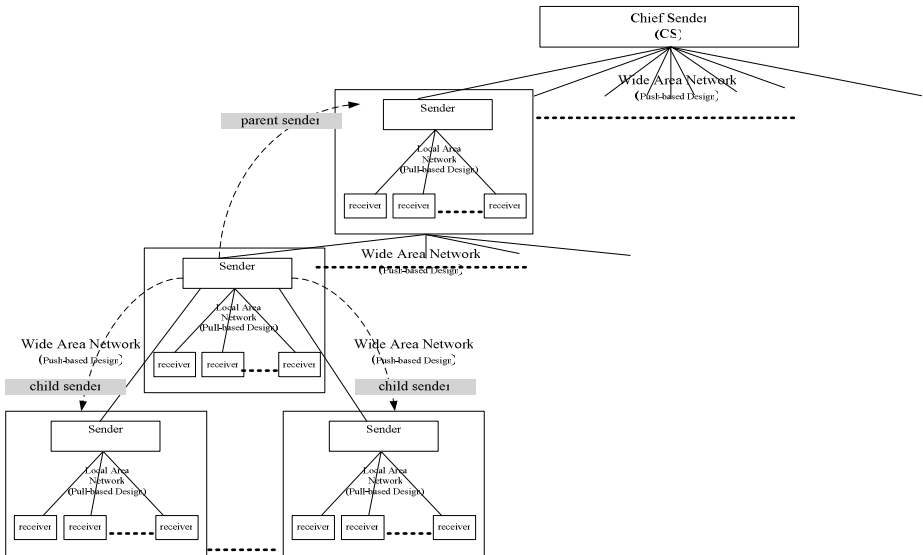 Chief Sender
(CS)
Wide Area Network
(Push-based Design)
Sender
parent sender
Local Area
Network
(Pull-based Design)
receiver
receiver
receiver
Wide Area Network
(Push-based Design)
Sender
Local Area
Network
(Pull-based Design)
Wide Area Network
(Push-based Design)
Wide Area Network
(Push-based Design)
receiver
receiver
receiver
child sender
child sender
Sender
Local Area
Network
(Pull-based Design)
receiver
receiver
receiver
Sender
Local Area
Network
(Pull-based Design)
receiver
receiver
receiver